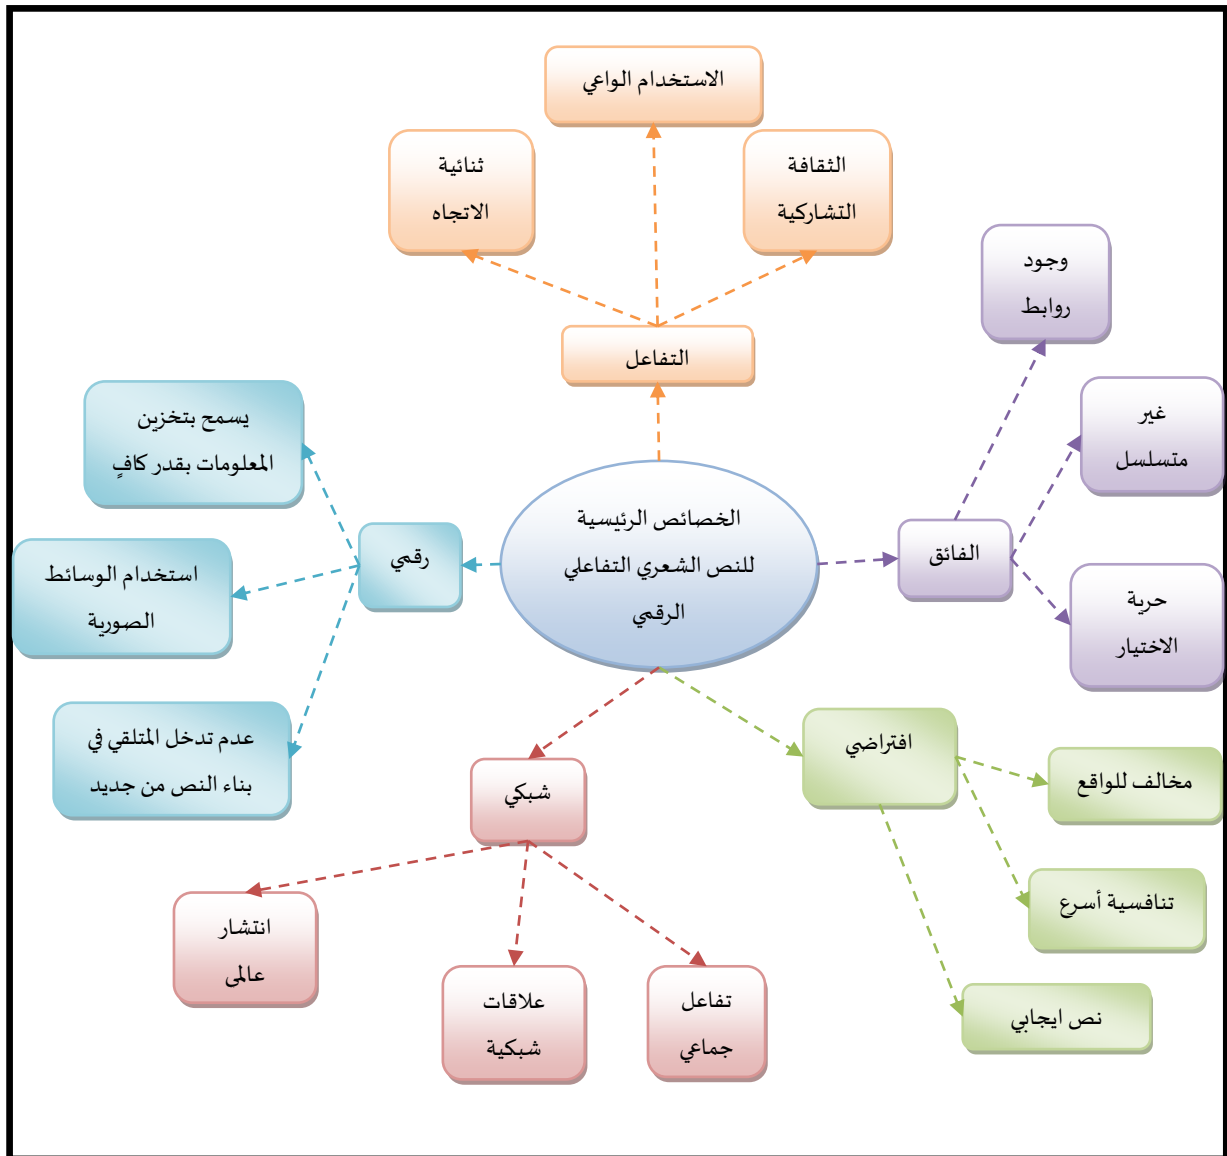 الاستخدام الواعي
الثقافة
التشاركية
ثنائية
الاتجاه
التفاعل
وجود
روابط
غير
متسلسل
حرية
الاختيار
الفائق
الخصائص الرئيسية
للنص الشعري التفاعلي
الرقمي
رقمي
يسمح بتخزين
المعلومات بقدر كافٍ
استخدام الوسائط
الصورية
عدم تدخل المتلقي في
بناء النص من جديد
افتراضي
مخالف للواقع
تنافسية أسرع
نص ايجابي
شبكي
تفاعل
جماعي
علاقات
شبكية
انتشار
عالمى